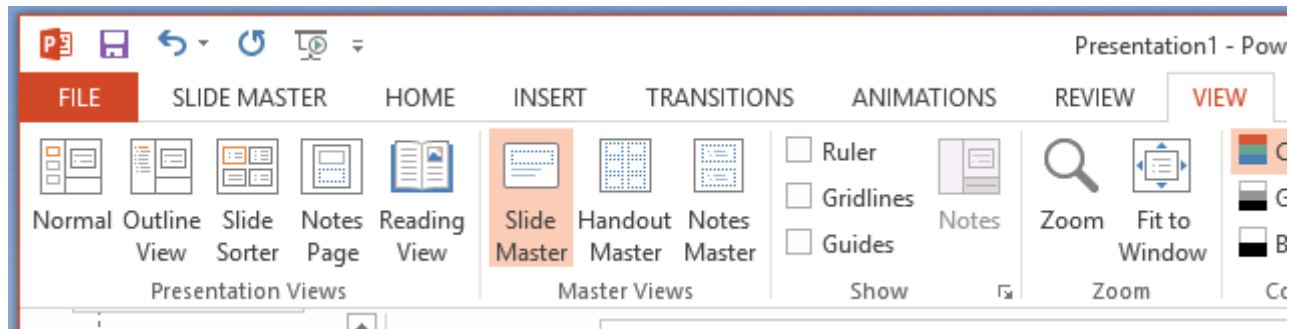 Presentation1 - Pow
FILE SLIDE MASTER HOME INSERT TRANSITIONS ANIMATIONS REVIEW VIEW
Normal
Outline
View
Slide
Sorter
Notes
Page
Reading
View
Presentation Views
Slide
Master
Handout
Master
Notes
Master
Master Views
Ruler
Gridlines
Guides
Notes
Show
Zoom
Fit to
Window
Zoom
C
G
B
Co